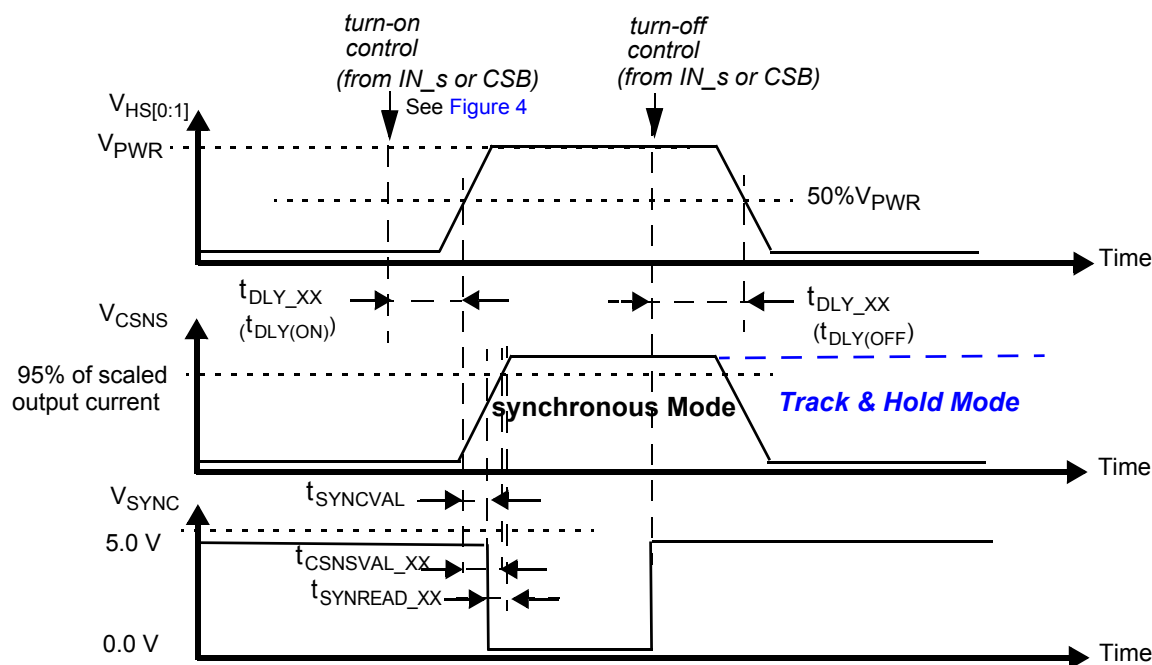 turn-on
control
(from IN_s or CSB)
See Figure 4
turn-off
control
(from IN_s or CSB)
VHS[0:1]
VPWR
50%VPWR
Time
tDLY_XX
(tDLY(ON))
tDLY_XX
(tDLY(OFF)
VCSNS
95% of scaled
output current
synchronous Mode
Track & Hold Mode
Time
tSYNCVAL
VSYNC
5.0 V
tCSNSVAL_XX
tSYNREAD_XX
0.0 V
Time